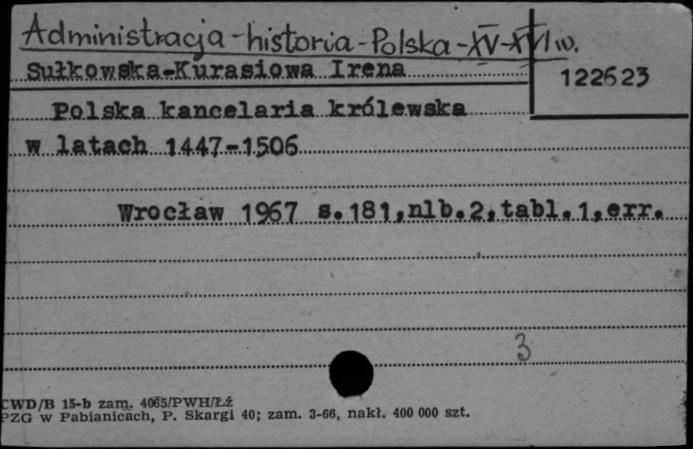 Administracja - historia - Polska - XV-XVI w.
Sułkowska-Kurasiowa Irena
122623
Polska kancelaria królewska
w latach 1447-1506
Wrocław 1967 s.181,nlb.2,tabl.1,err.
3
CWD/B 15-b zam. 4065/PWH/Łź
PZG w Pabianicach, P. Skargi 40; zam. 3-66, nakł. 400 000 szt.